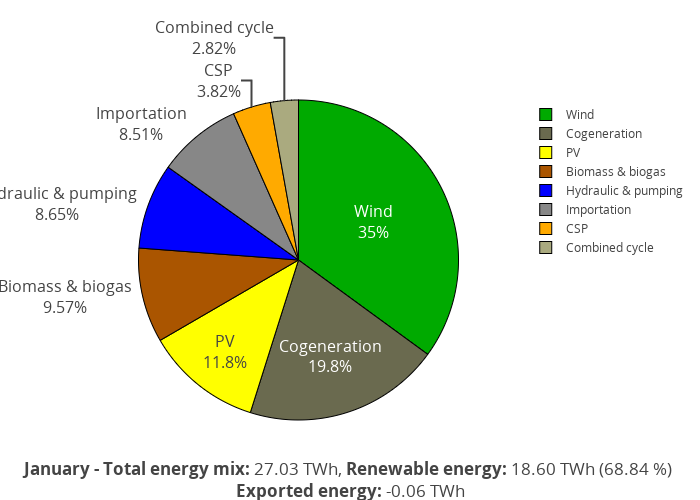 Combined cycle
2.82%
CSP
3.82%
Importation
8.51%
draulic & pumping
8.65%
Biomass & biogas
9.57%
PV
11.8%
Cogeneration
19.8%
Wind
35%
Wind
Cogeneration
PV
Biomass & biogas
Hydraulic & pumping
Importation
CSP
Combined cycle
January - Total energy mix: 27.03 TWh, Renewable energy: 18.60 TWh (68.84 %)
Exported energy: -0.06 TWh